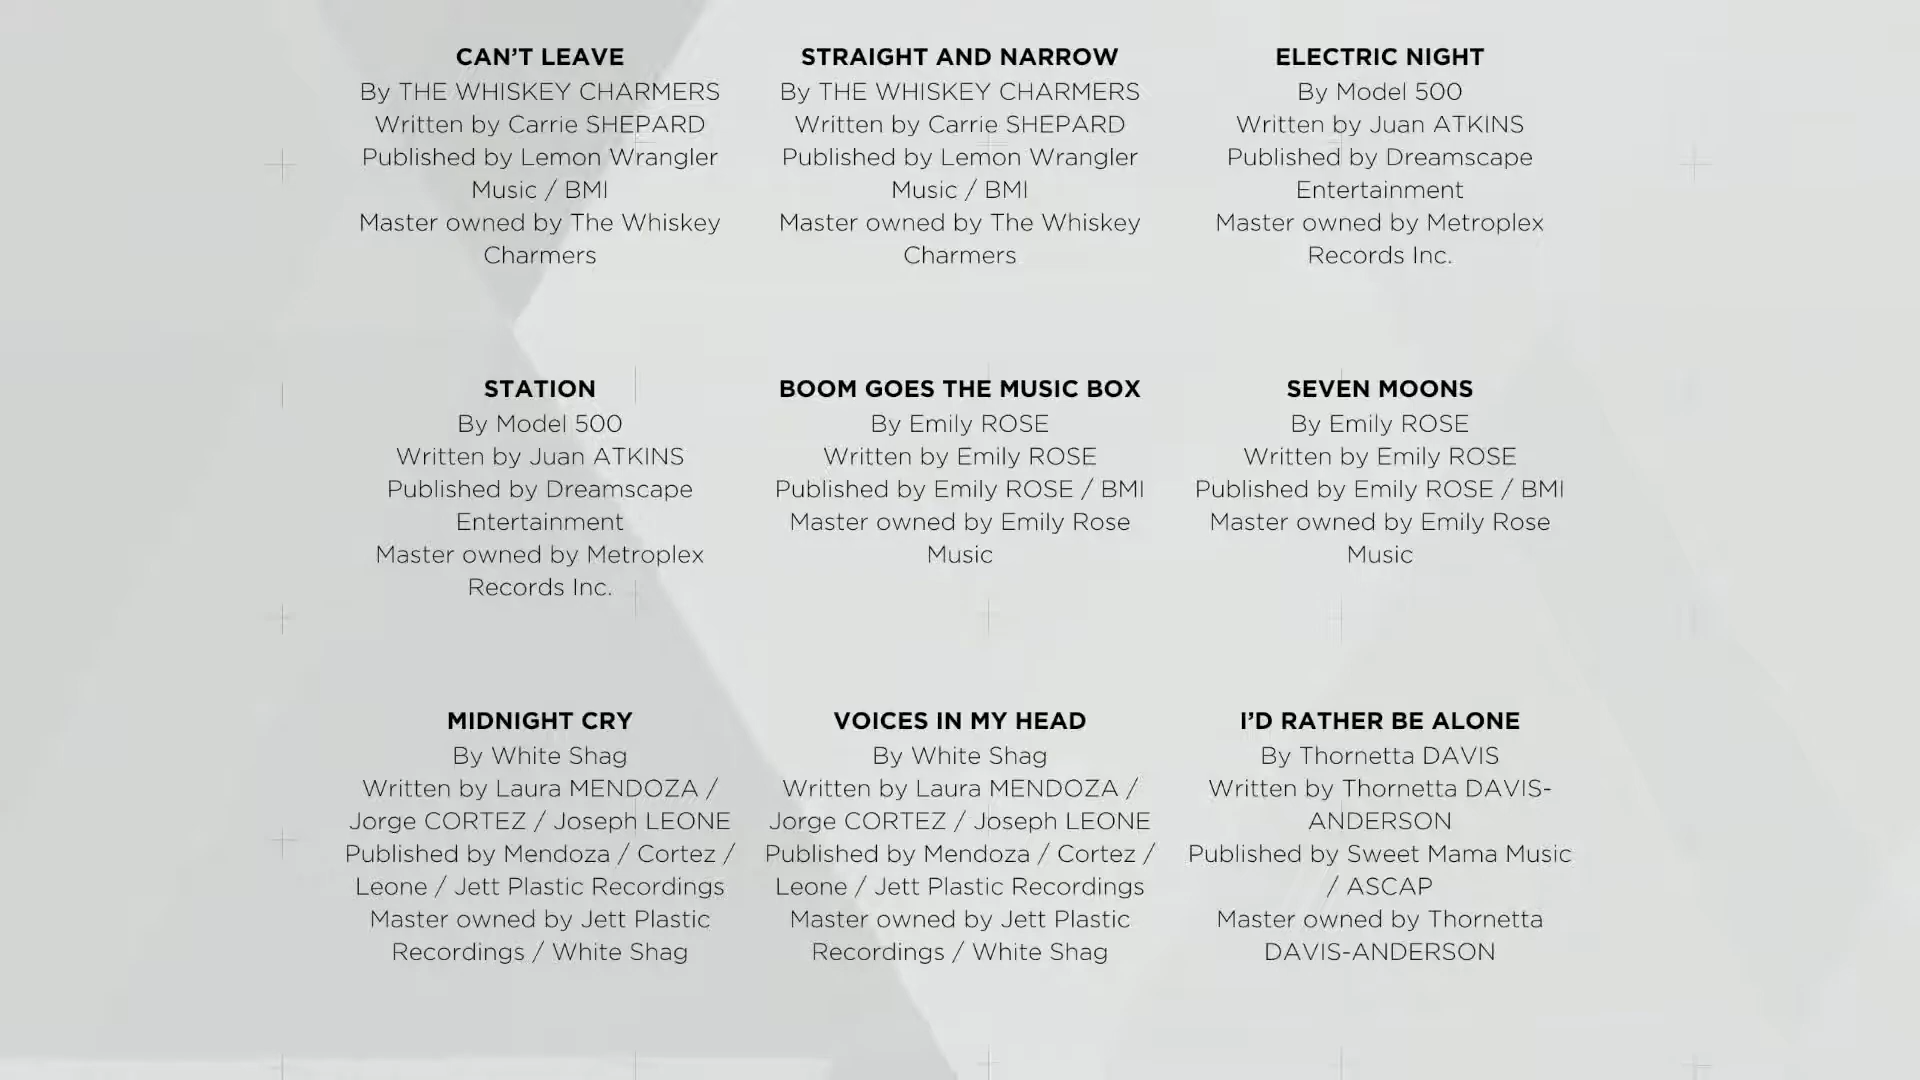 CAN’T LEAVE
By THE WHISKEY CHARMERS
Written by Carrie SHEPARD
Published by Lemon Wrangler
Music / BMI
Master owned by The Whiskey
Charmers
STRAIGHT AND NARROW
By THE WHISKEY CHARMERS
Written by Carrie SHEPARD
Published by Lemon Wrangler
Music / BMI
Master owned by The Whiskey
Charmers
ELECTRIC NIGHT
By Model 500
Written by Juan ATKINS
Published by Dreamscape
Entertainment
Master owned by Metroplex
Records Inc.
STATION
By Model 500
Written by Juan ATKINS
Published by Dreamscape
Entertainment
Master owned by Metroplex
Records Inc.
BOOM GOES THE MUSIC BOX
By Emily ROSE
Written by Emily ROSE
Published by Emily ROSE / BMI
Master owned by Emily Rose
Music
SEVEN MOONS
By Emily ROSE
Written by Emily ROSE
Published by Emily ROSE / BMI
Master owned by Emily Rose
Music
MIDNIGHT CRY
By White Shag
Written by Laura MENDOZA /
Jorge CORTEZ / Joseph LEONE
Published by Mendoza / Cortez /
Leone / Jett Plastic Recordings
Master owned by Jett Plastic
Recordings / White Shag
VOICES IN MY HEAD
By White Shag
Written by Laura MENDOZA /
Jorge CORTEZ / Joseph LEONE
Published by Mendoza / Cortez /
Leone / Jett Plastic Recordings
Master owned by Jett Plastic
Recordings / White Shag
I’D RATHER BE ALONE
By Thornetta DAVIS
Written by Thornetta DAVIS-
ANDERSON
Published by Sweet Mama Music
/ ASCAP
Master owned by Thornetta
DAVIS-ANDERSON